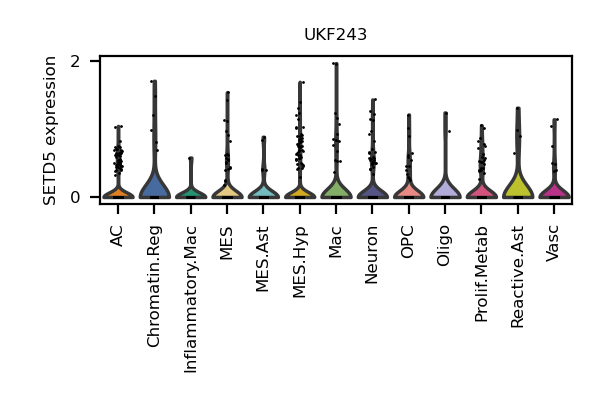 UKF243
SETD5 expression
2
0
AC
Chromatin.Reg
Inflammatory.Mac
MES
MES.Ast
MES.Hyp
Mac
Neuron
OPC
Oligo
Prolif.Metab
Reactive.Ast
Vasc